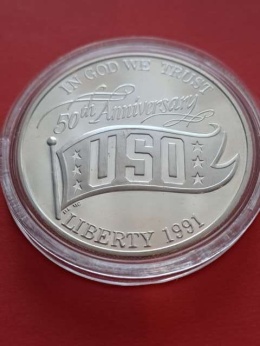 IN GOD WE TRUST
50th Anniversary
USO
LIBERTY 1991